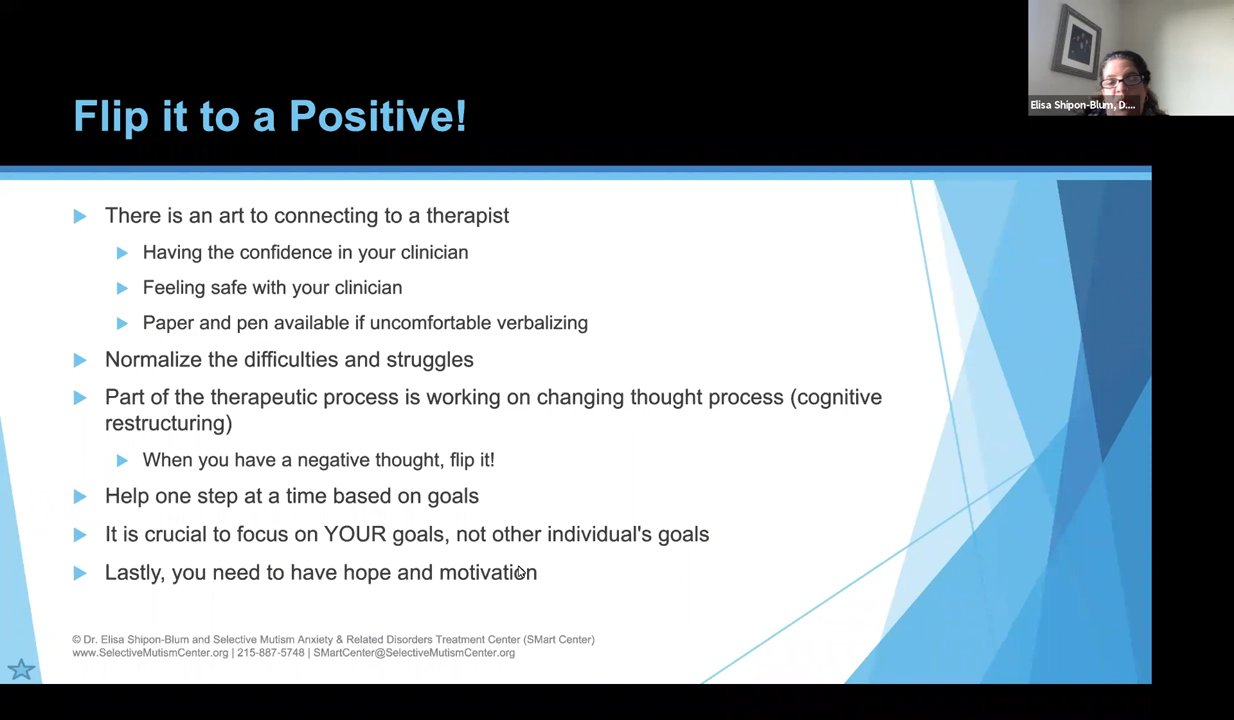 Elisa Shipon-Blum, D....
Flip it to a Positive!
There is an art to connecting to a therapist
Having the confidence in your clinician
Feeling safe with your clinician
Paper and pen available if uncomfortable verbalizing
Normalize the difficulties and struggles
Part of the therapeutic process is working on changing thought process (cognitive
restructuring)
When you have a negative thought, flip it!
Help one step at a time based on goals
It is crucial to focus on YOUR goals, not other individual's goals
Lastly, you need to have hope and motivation
© Dr. Elisa Shipon-Blum and Selective Mutism Anxiety & Related Disorders Treatment Center (SMart Center)
www.SelectiveMutismCenter.org | 215-887-5748 | SMartCenter@SelectiveMutismCenter.org